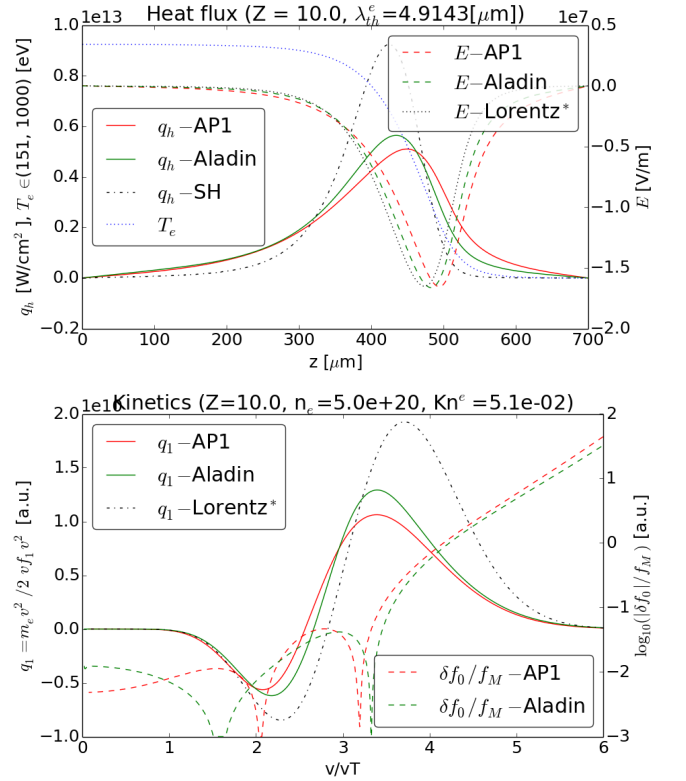 Heat flux (Z = 10.0, λ_th^e=4.9143[μm])
1.0 1e13
0.8
0.6
0.4
0.2
0.0
−0.2
q_h [W/cm²], T_e ∈(151, 1000) [eV]
q_h−AP1
q_h−Aladin
q_h−SH
T_e
E−AP1
E−Aladin
E−Lorentz*
1e7
0.5
0.0
−0.5
−1.0
−1.5
−2.0
E [V/m]
0 100 200 300 400 500 600 700
z [μm]
Kinetics (Z=10.0, n_e=5.0e+20, Kn^e=5.1e-02)
2.0
1.5
1.0
0.5
0.0
−0.5
−1.0
q_1 = m_e v²/2 v f_1 v² [a.u.]
q_1−AP1
q_1−Aladin
q_1−Lorentz*
δf_0/f_M−AP1
δf_0/f_M−Aladin
2
1
0
−1
−2
−3
log_10(|δf_0|/f_M) [a.u.]
0 1 2 3 4 5 6
v/vT